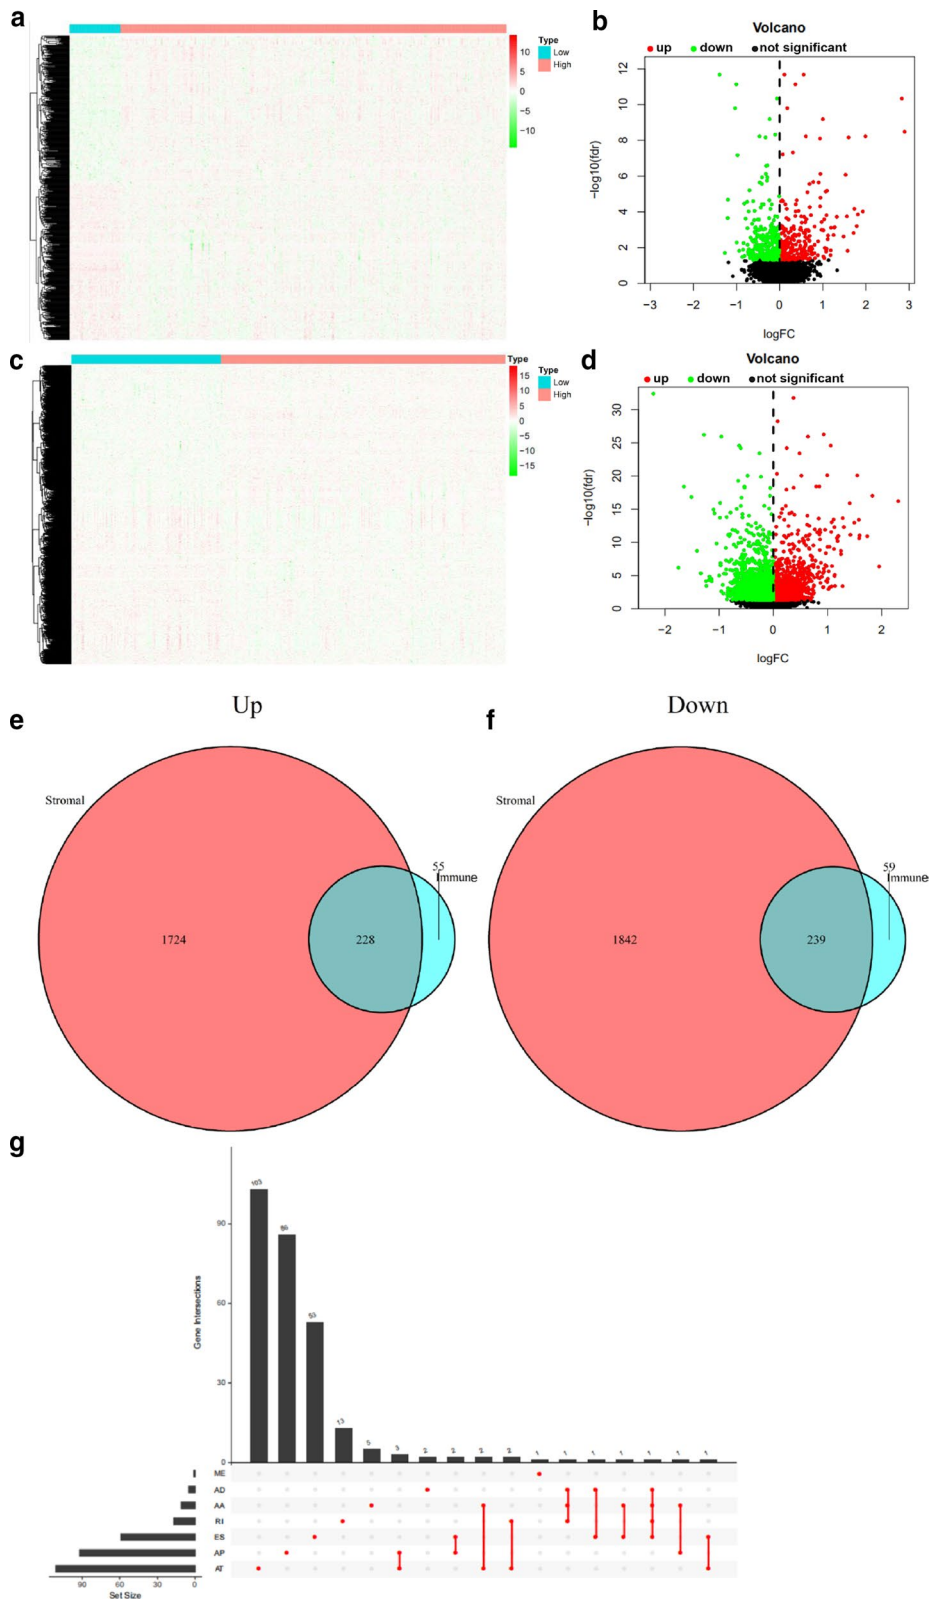 a
Type
10
5
0
−5
−10
Type
Low
High
b
Volcano
up down not significant
−log10(fdr)
12
10
8
6
4
2
0
−3 −2 −1 0 1 2 3
logFC
c
Type
15
10
5
0
−5
−10
−15
Type
Low
High
d
Volcano
up down not significant
−log10(fdr)
30
25
20
15
10
5
0
−2 −1 0 1 2
logFC
e
Up
Stromal
55
Immune
1724
228
f
Down
Stromal
59
Immune
1842
239
g
Gene Intersections
90
60
30
0
103 86 53 13 5 3 2 2 2 2 1 1 1 1 1 1 1
ME
AD
AA
RI
ES
AP
AT
90 60 30 0
Set Size